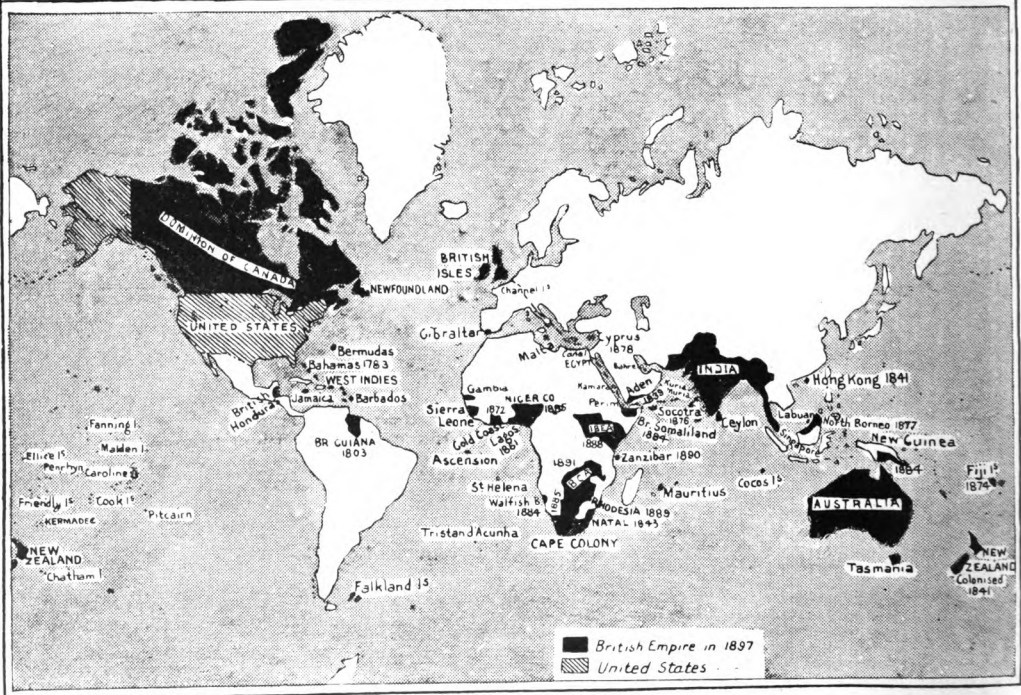 DOMINION OF CANADA
NEWFOUNDLAND
UNITED STATES
Bermudas
Bahamas 1783
WEST INDIES
Jamaica
Barbados
British
Honduras
BR GUIANA
1803
Fanning I.
Malden I.
Ellice Is
Penrhyn
Caroline
Friendly Is
Cook Is
Pitcairn
KERMADEC
NEW
ZEALAND
Chatham I
Falkland Is
BRITISH
ISLES
Channel Is
Gibraltar
Malta
Cyprus
1878
Canal
EGYPT
Bahrein
Kamaran
Perim
Aden
1839
Kuria
Muria
Socotra
1876
Br. Somaliland
1884
Gambia
Sierra
Leone
1872
Gold Coast
Lagos
1861
NIGER CO
Ascension
I B E A
1888
Zanzibar 1890
1891
B C A
St Helena
Walfish B.
1884
1885
RHODESIA 1889
NATAL 1843
CAPE COLONY
Tristan d'Acunha
Mauritius
INDIA
Ceylon
Cocos Is
Hong Kong 1841
Labuan
North Borneo 1877
Singapore
New Guinea
1884
AUSTRALIA
Tasmania
Fiji Is
1874
NEW
ZEALAND
Colonised
1841
British Empire in 1897
United States